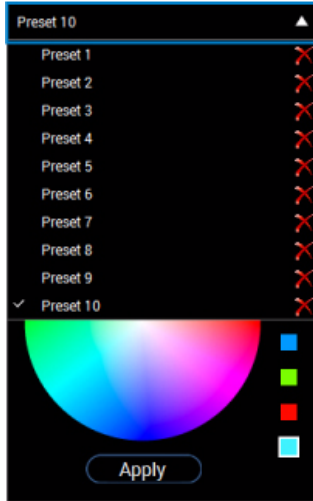 Preset 10
Preset 1
Preset 2
Preset 3
Preset 4
Preset 5
Preset 6
Preset 7
Preset 8
Preset 9
Preset 10
Apply